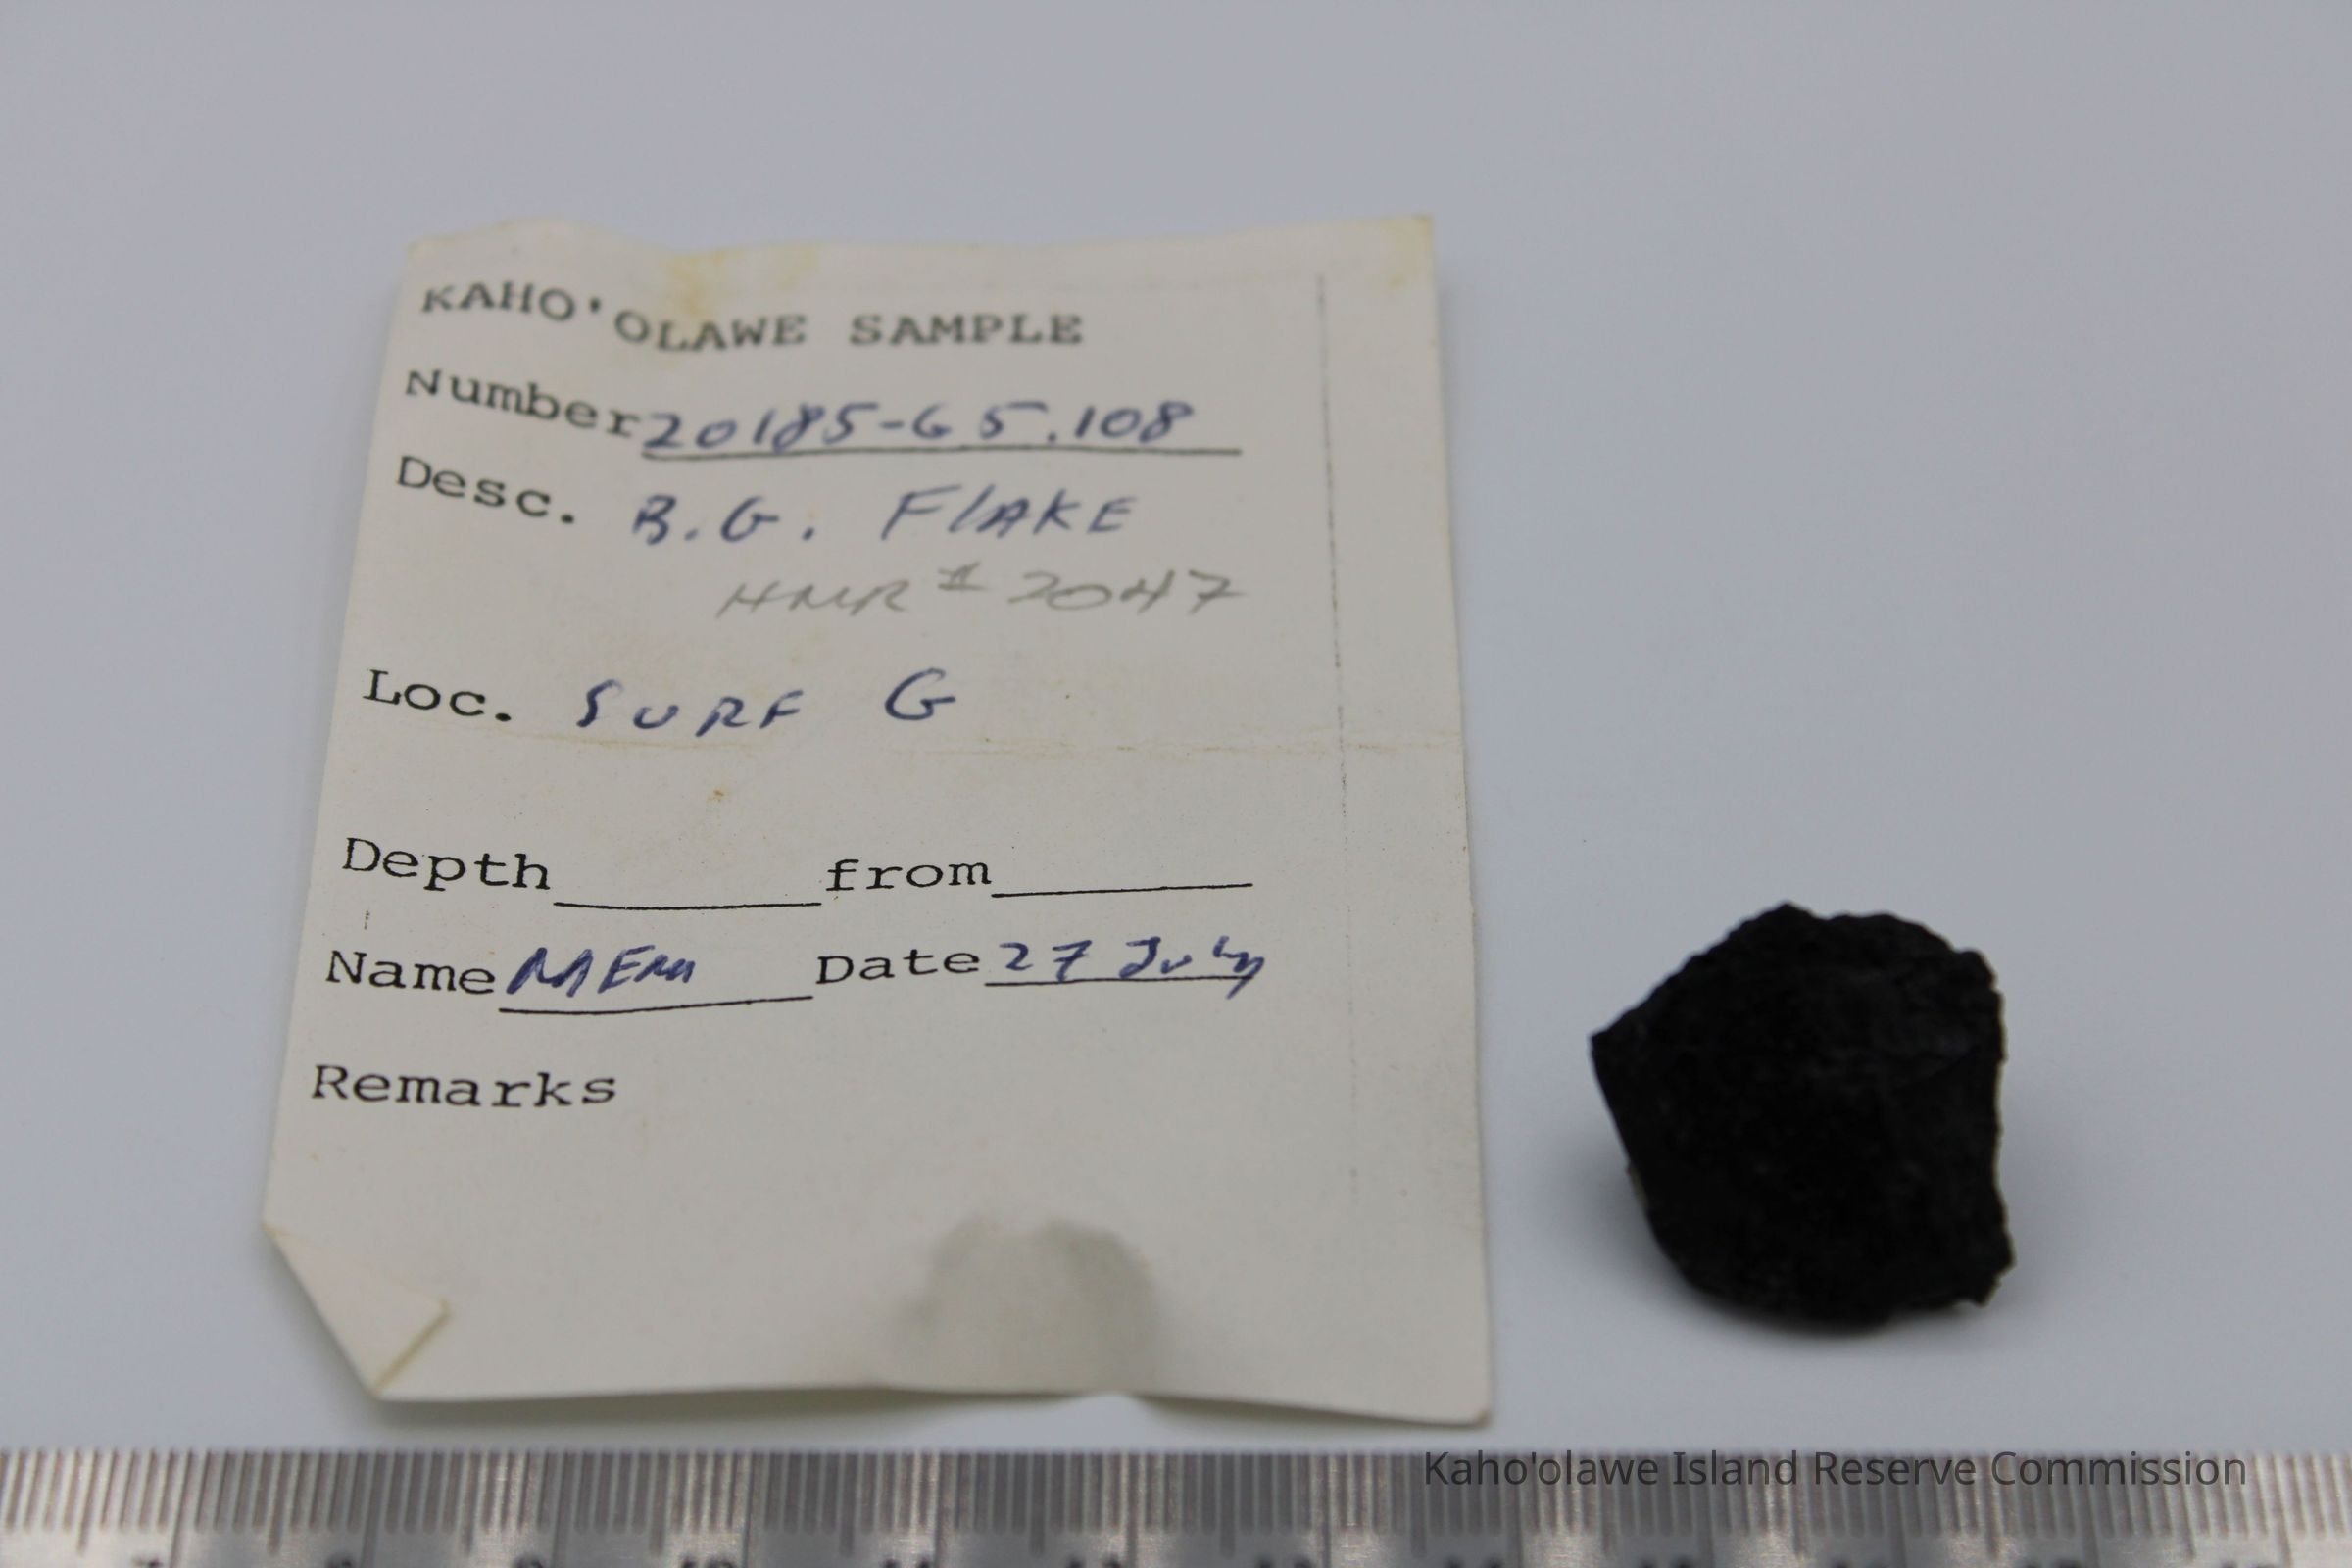 KAHO'OLAWE SAMPLE
Number 20185-65.108
Desc. B.G. FLAKE
HMR # 2047
Loc. SURF G
Depth from
Name MEM Date 27 July
Remarks
Kaho'olawe Island Reserve Commission